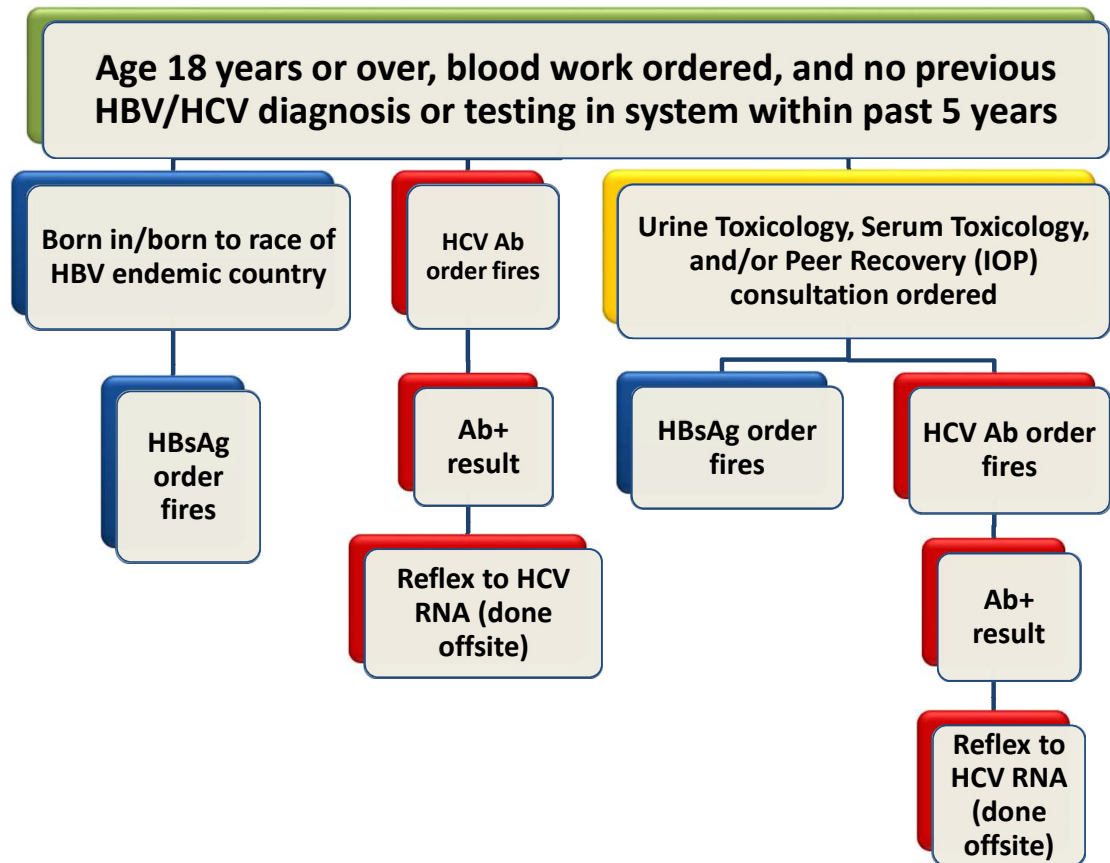 Age 18 years or over, blood work ordered, and no previous
HBV/HCV diagnosis or testing in system within past 5 years
Born in/born to race of
HBV endemic country
HBsAg
order
fires
HCV Ab
order fires
Ab+
result
Reflex to HCV
RNA (done
offsite)
Urine Toxicology, Serum Toxicology,
and/or Peer Recovery (IOP)
consultation ordered
HBsAg order
fires
HCV Ab order
fires
Ab+
result
Reflex to
HCV RNA
(done
offsite)